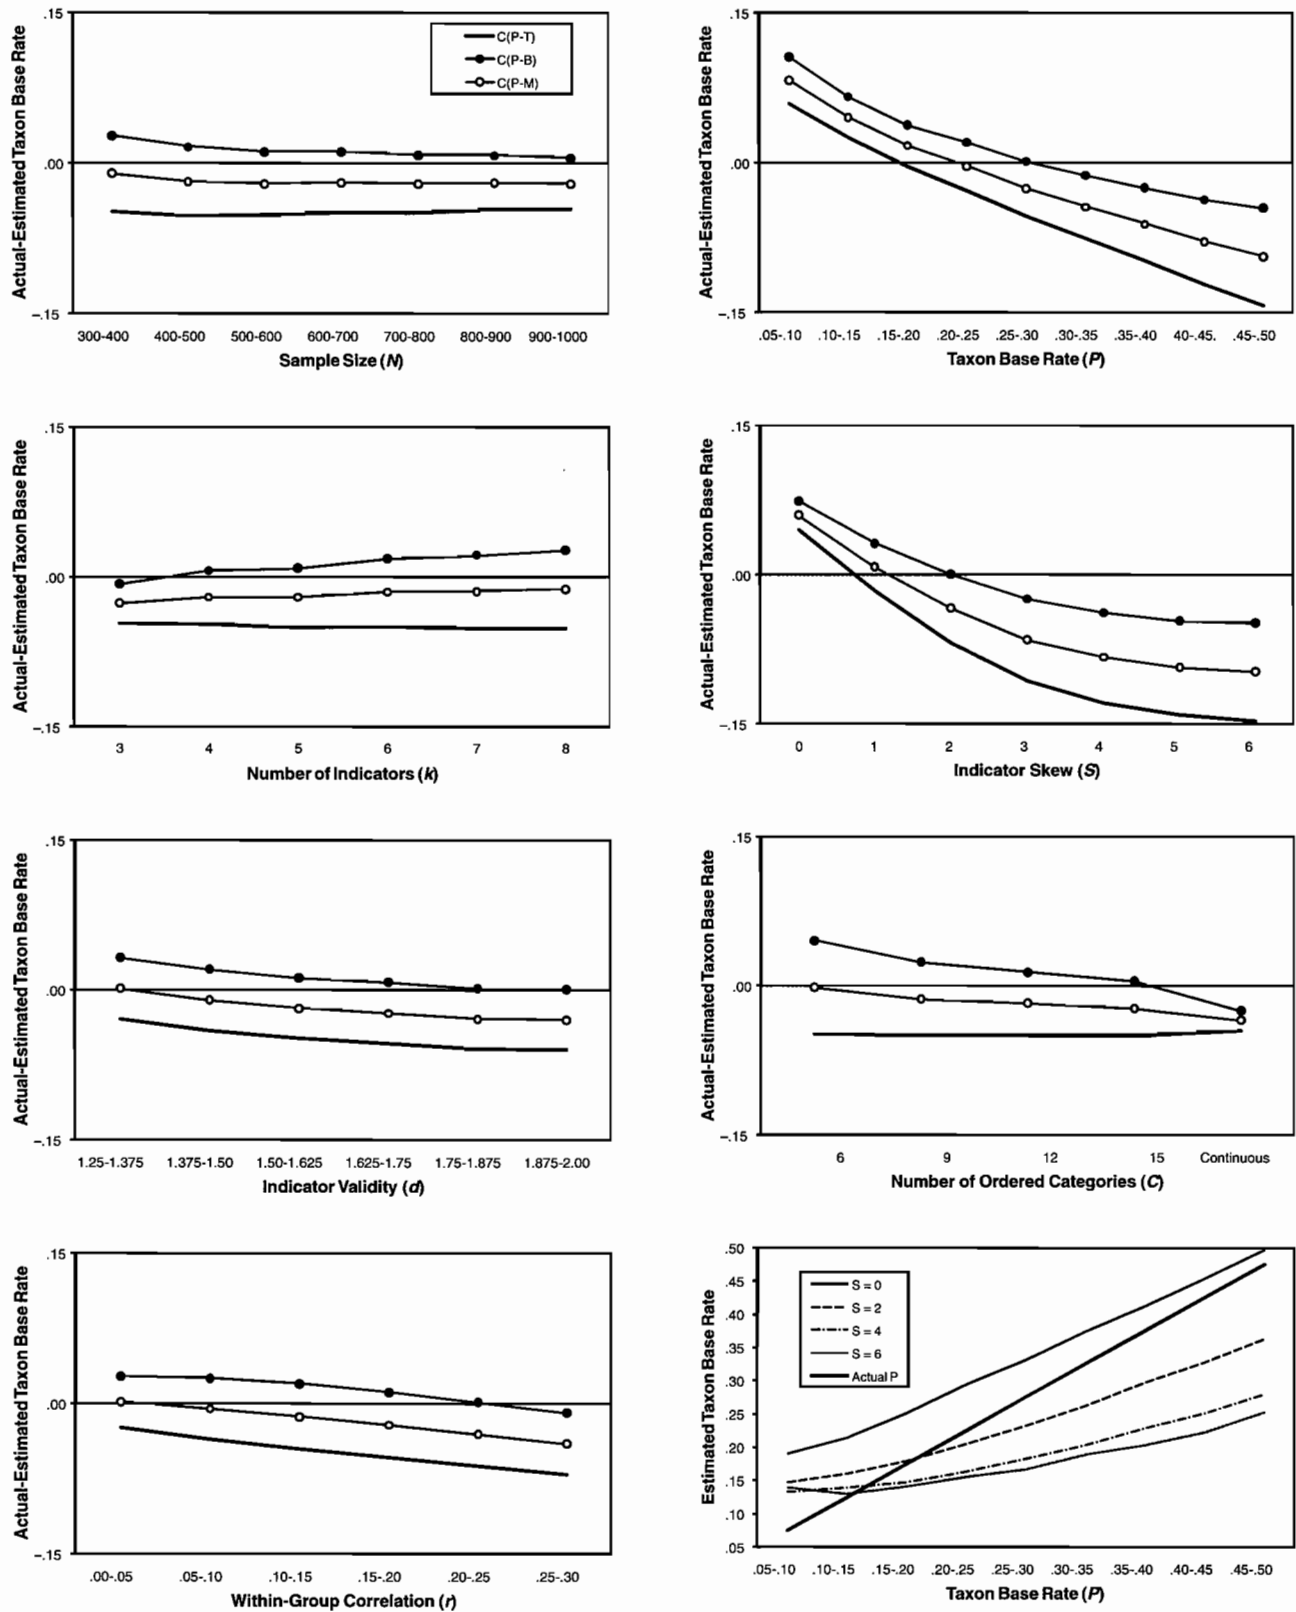 .15
Actual-Estimated Taxon Base Rate
C(P-T)
C(P-B)
C(P-M)
.00
–.15
300-400 400-500 500-600 600-700 700-800 800-900 900-1000
Sample Size (N)
.15
Actual-Estimated Taxon Base Rate
.00
–.15
.05-.10 .10-.15 .15-.20 .20-.25 .25-.30 .30-.35 .35-.40 40-.45. .45-.50
Taxon Base Rate (P)
.15
Actual-Estimated Taxon Base Rate
.00
–.15
3 4 5 6 7 8
Number of Indicators (k)
.15
Actual-Estimated Taxon Base Rate
.00
–.15
0 1 2 3 4 5 6
Indicator Skew (S)
.15
Actual-Estimated Taxon Base Rate
.00
–.15
1.25-1.375 1.375-1.50 1.50-1.625 1.625-1.75 1.75-1.875 1.875-2.00
Indicator Validity (d)
.15
Actual-Estimated Taxon Base Rate
.00
–.15
6 9 12 15 Continuous
Number of Ordered Categories (C)
.15
Actual-Estimated Taxon Base Rate
.00
–.15
.00-.05 .05-.10 .10-.15 .15-.20 .20-.25 .25-.30
Within-Group Correlation (r)
.50
.45
.40
.35
.30
.25
.20
.15
.10
.05
Estimated Taxon Base Rate
S = 0
S = 2
S = 4
S = 6
Actual P
.05-.10 .10-.15 .15-.20 .20-.25 .25-.30 .30-.35 .35-.40 .40-.45 .45-.50
Taxon Base Rate (P)